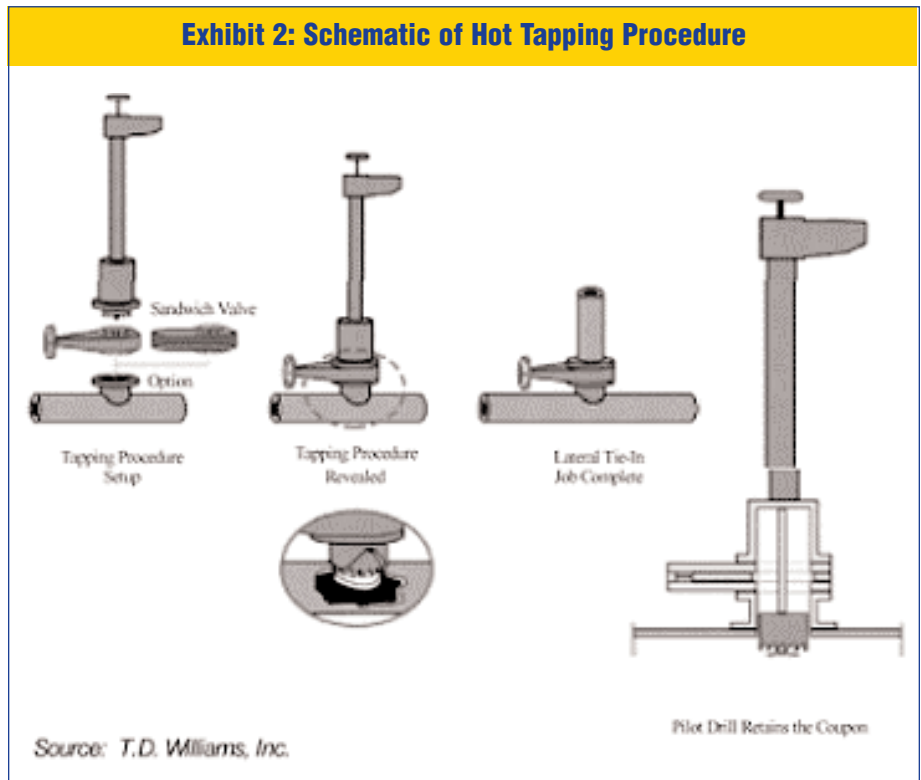 Exhibit 2: Schematic of Hot Tapping Procedure
Sandwich Valve
Option
Tapping Procedure
Setup
Tapping Procedure
Revealed
Lateral Tie-In
Job Complete
Pilot Drill Retains the Coupon
Source: T.D. Williams, Inc.